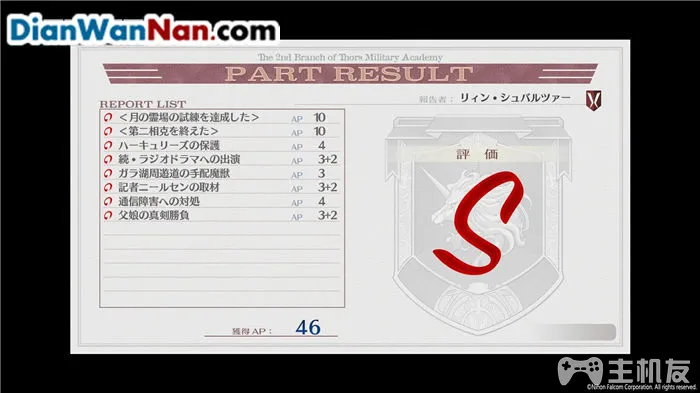 DianWanNan.com
The 2nd Branch of Thors Military Academy
PART RESULT
REPORT LIST
報告者： リィン・シュバルツァー
＜月の霊場の試練を達成した＞ AP 10
＜第二相克を終えた＞ AP 10
ハーキュリーズの保護 AP 4
続・ラジオドラマへの出演 AP 3+2
ガラ湖周遊道の手配魔獣 AP 3
記者ニールセンの取材 AP 3+2
通信障害への対処 AP 4
父娘の真剣勝負 AP 3+2
評価
S
獲得AP： 46
主机友
©Nihon Falcom Corporation. All rights reserved.